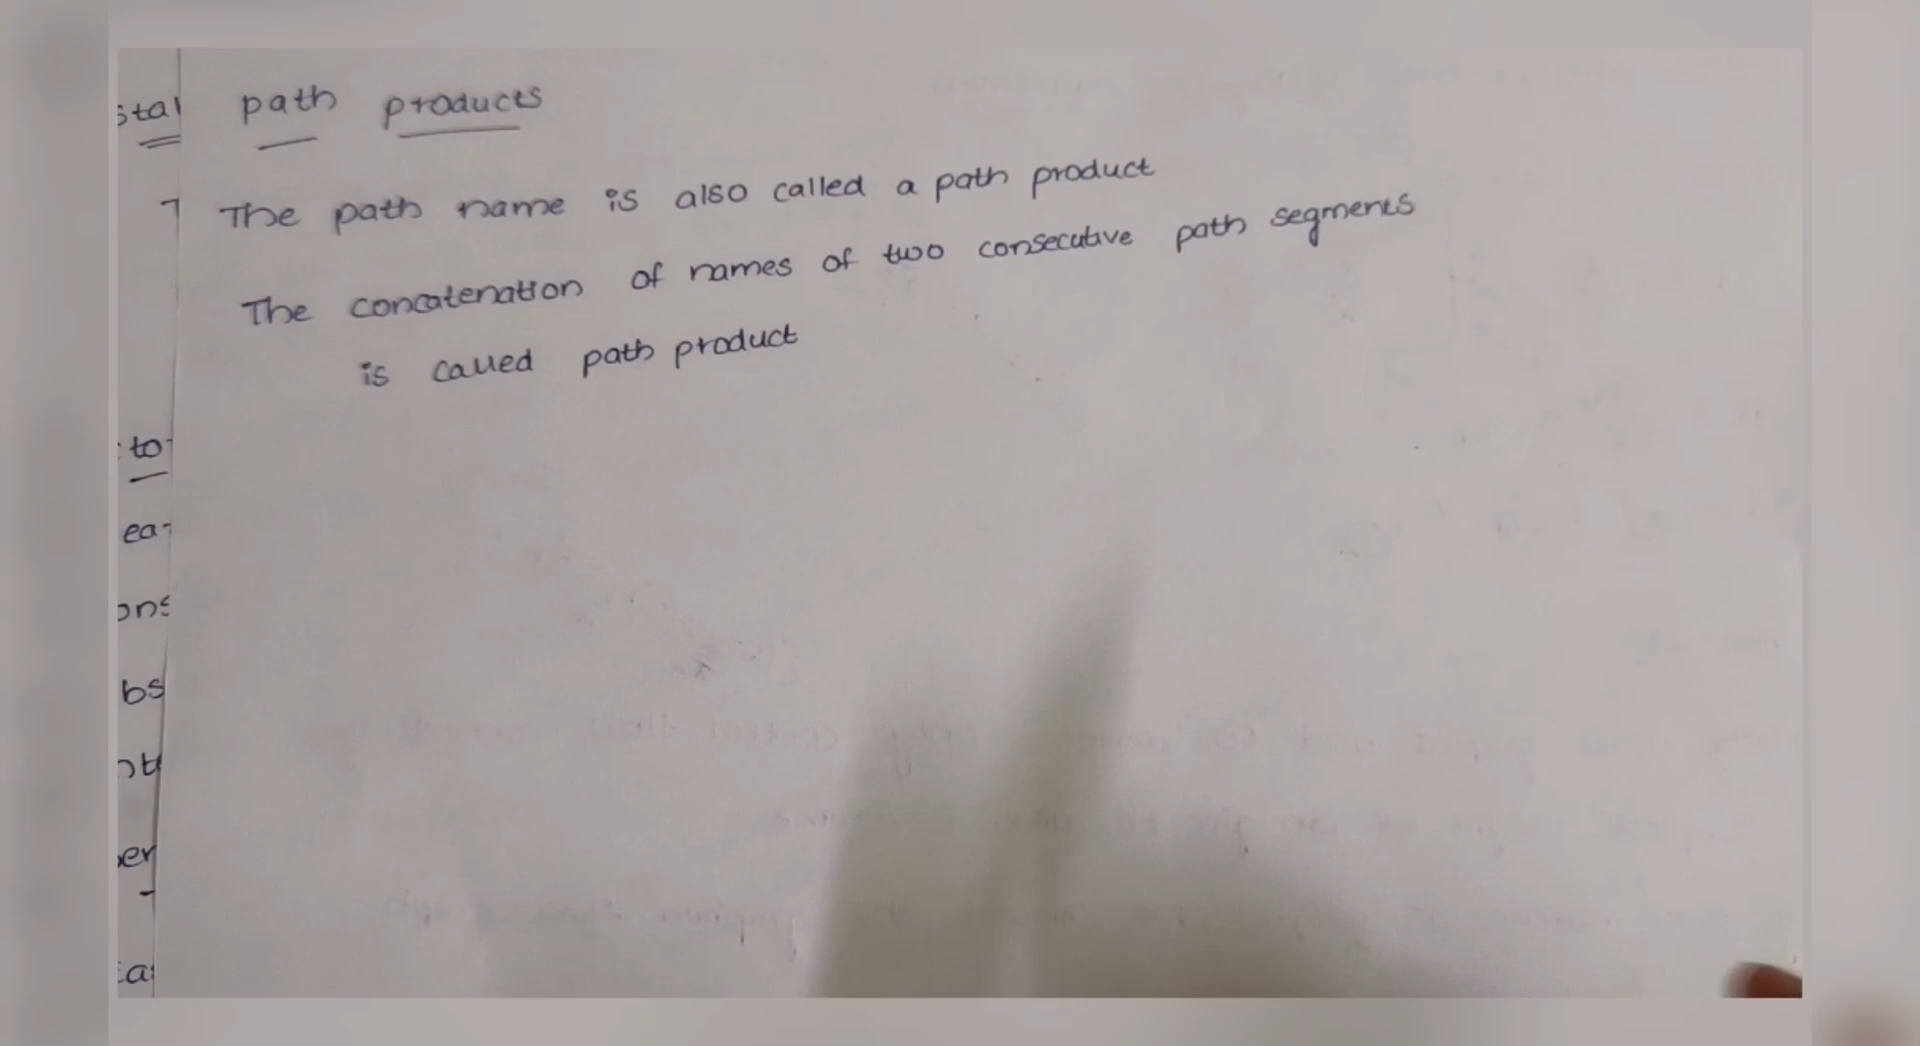 path products
The path name is also called a path product
The concatenation of names of two consecutive path segments
is called path product
to